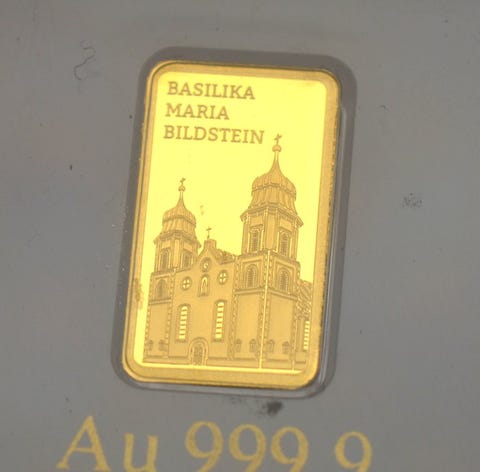 BASILIKA
MARIA
BILDSTEIN
Au 999.9